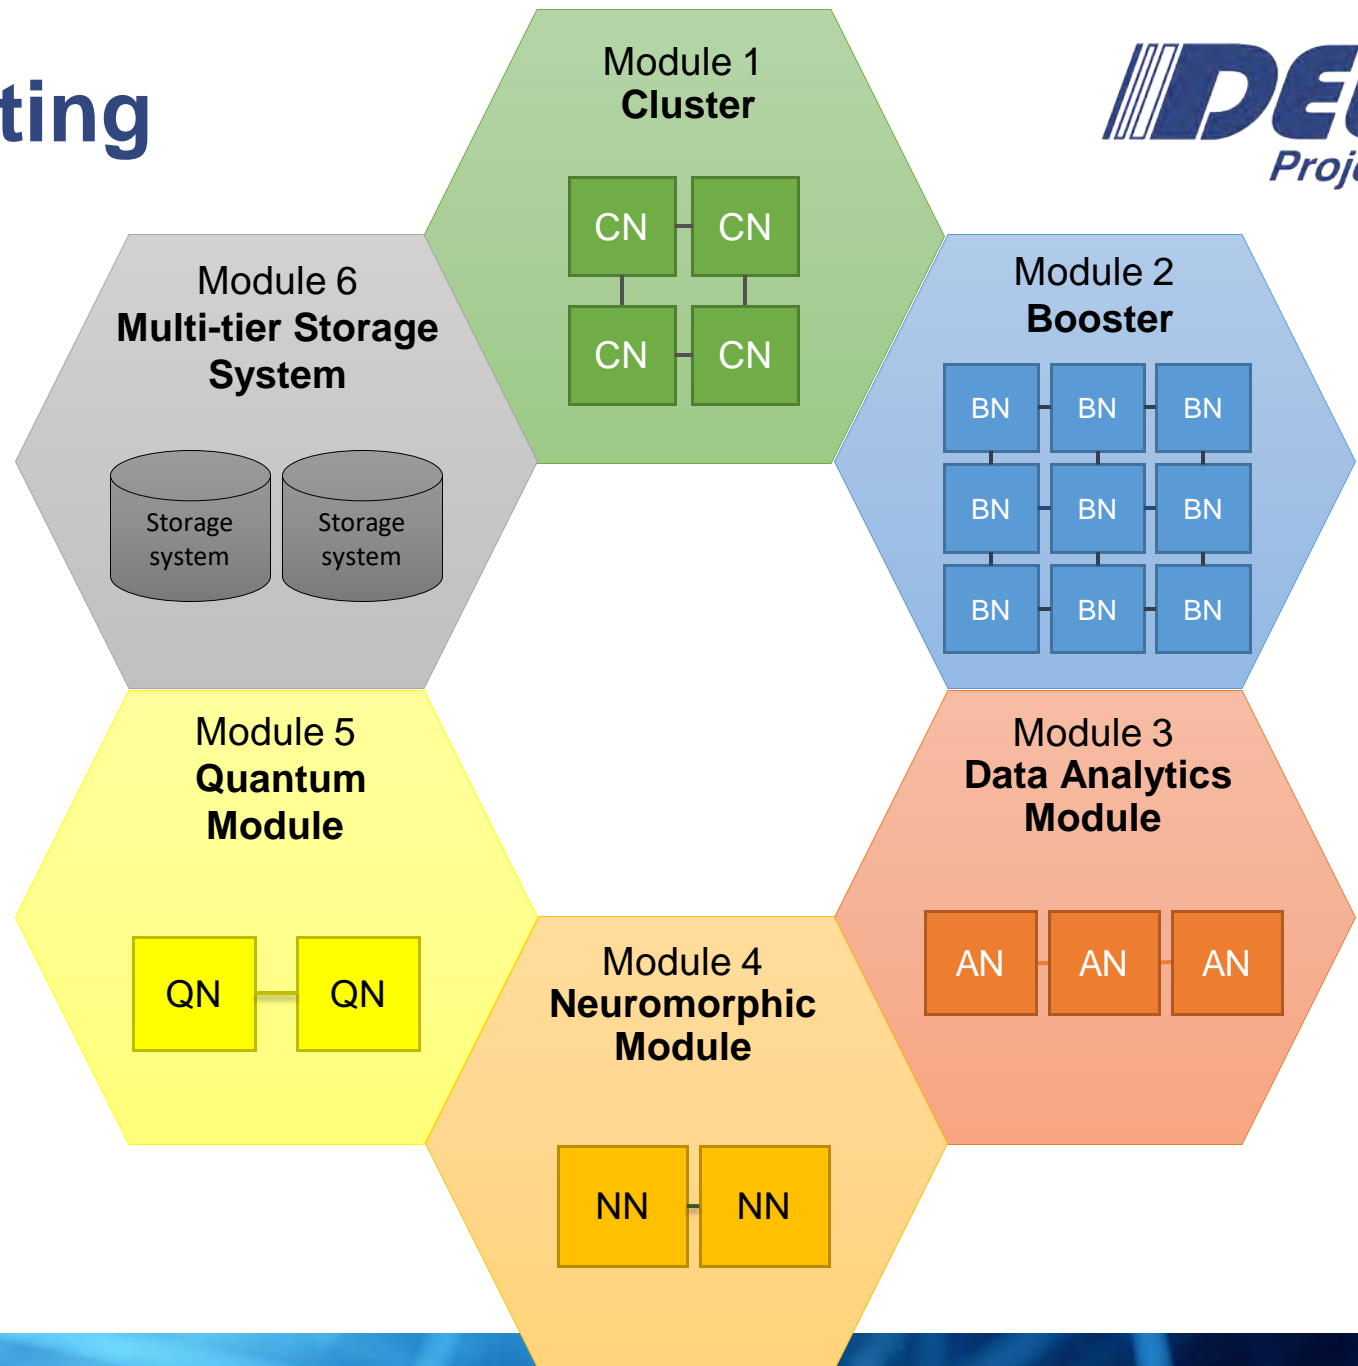 ting
Module 1
Cluster
CN CN
CN CN
Module 6
Multi-tier Storage
System
Storage
system
Storage
system
Module 2
Booster
BN BN BN
BN BN BN
BN BN BN
Module 5
Quantum
Module
QN QN
Module 3
Data Analytics
Module
AN AN AN
Module 4
Neuromorphic
Module
NN NN